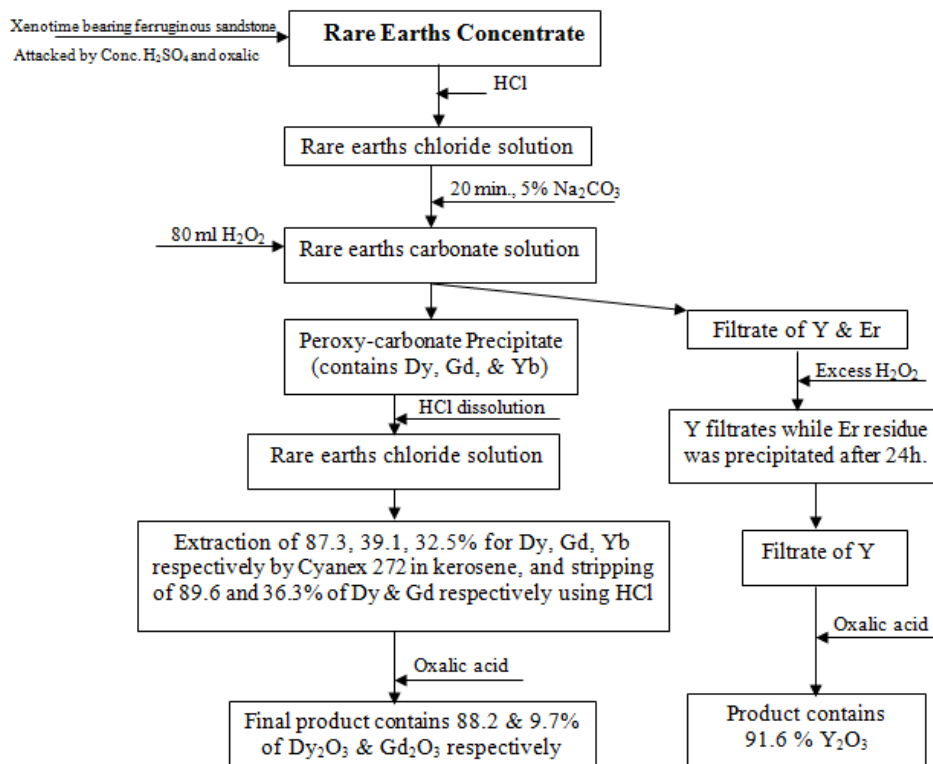 Xenotime bearing ferruginous sandstone
Attacked by Conc. H₂SO₄ and oxalic
Rare Earths Concentrate
HCl
Rare earths chloride solution
20 min., 5% Na₂CO₃
80 ml H₂O₂
Rare earths carbonate solution
Peroxy-carbonate Precipitate
(contains Dy, Gd, & Yb)
Filtrate of Y & Er
Excess H₂O₂
HCl dissolution
Y filtrates while Er residue
was precipitated after 24h.
Rare earths chloride solution
Extraction of 87.3, 39.1, 32.5% for Dy, Gd, Yb
respectively by Cyanex 272 in kerosene, and stripping
of 89.6 and 36.3% of Dy & Gd respectively using HCl
Filtrate of Y
Oxalic acid
Oxalic acid
Final product contains 88.2 & 9.7%
of Dy₂O₃ & Gd₂O₃ respectively
Product contains
91.6 % Y₂O₃